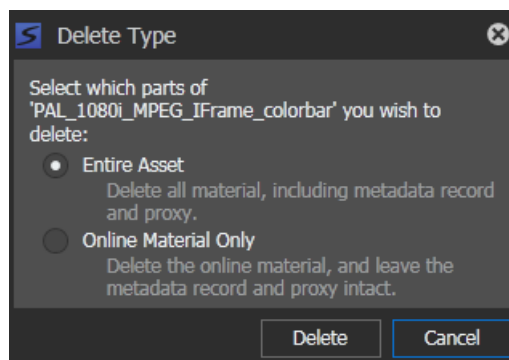 Delete Type
Select which parts of
'PAL_1080i_MPEG_IFrame_colorbar' you wish to
delete:
Entire Asset
Delete all material, including metadata record
and proxy.
Online Material Only
Delete the online material, and leave the
metadata record and proxy intact.
Delete
Cancel